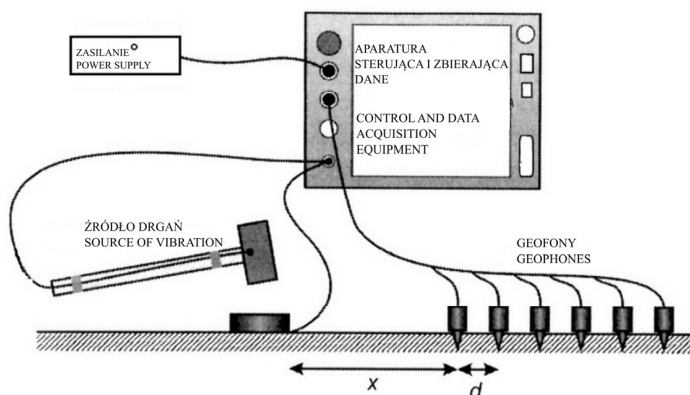 ZASILANIE
POWER SUPPLY
APARATURA
STERUJĄCA I ZBIERAJĄCA
DANE
CONTROL AND DATA
ACQUISITION
EQUIPMENT
ŹRÓDŁO DRGAŃ
SOURCE OF VIBRATION
GEOFONY
GEOPHONES
x
d